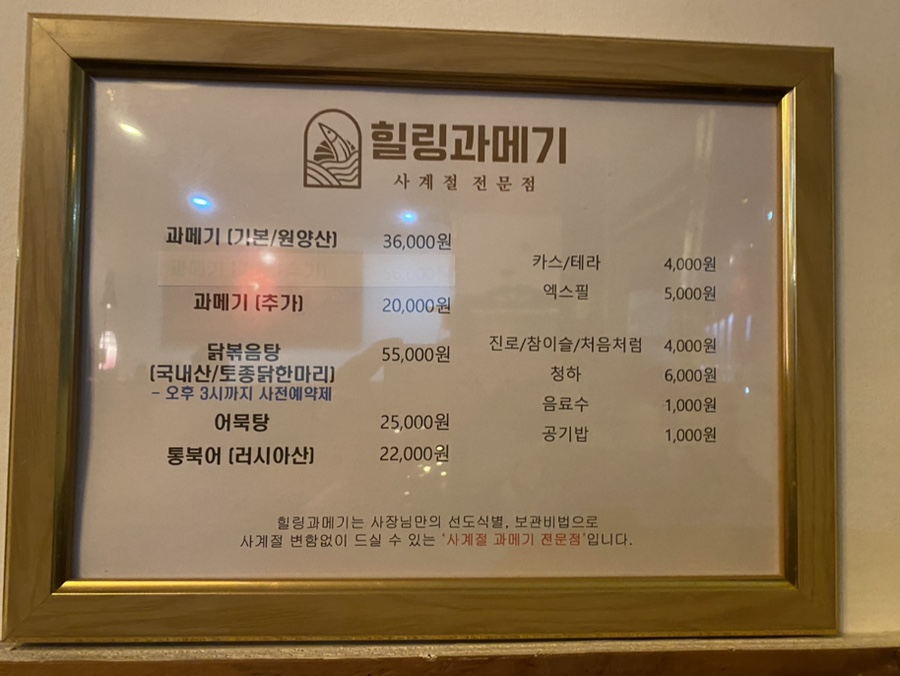 힐링과메기
사계절 전문점
과메기 (기본/원양산) 36,000원
과메기 (추가) 20,000원
닭볶음탕 55,000원
(국내산/토종닭한마리)
- 오후 3시까지 사전예약제
어묵탕 25,000원
통북어 (러시아산) 22,000원
카스/테라 4,000원
엑스필 5,000원
진로/참이슬/처음처럼 4,000원
청하 6,000원
음료수 1,000원
공기밥 1,000원
힐링과메기는 사장님만의 선도식별, 보관비법으로
사계절 변함없이 드실 수 있는 '사계절 과메기 전문점'입니다.